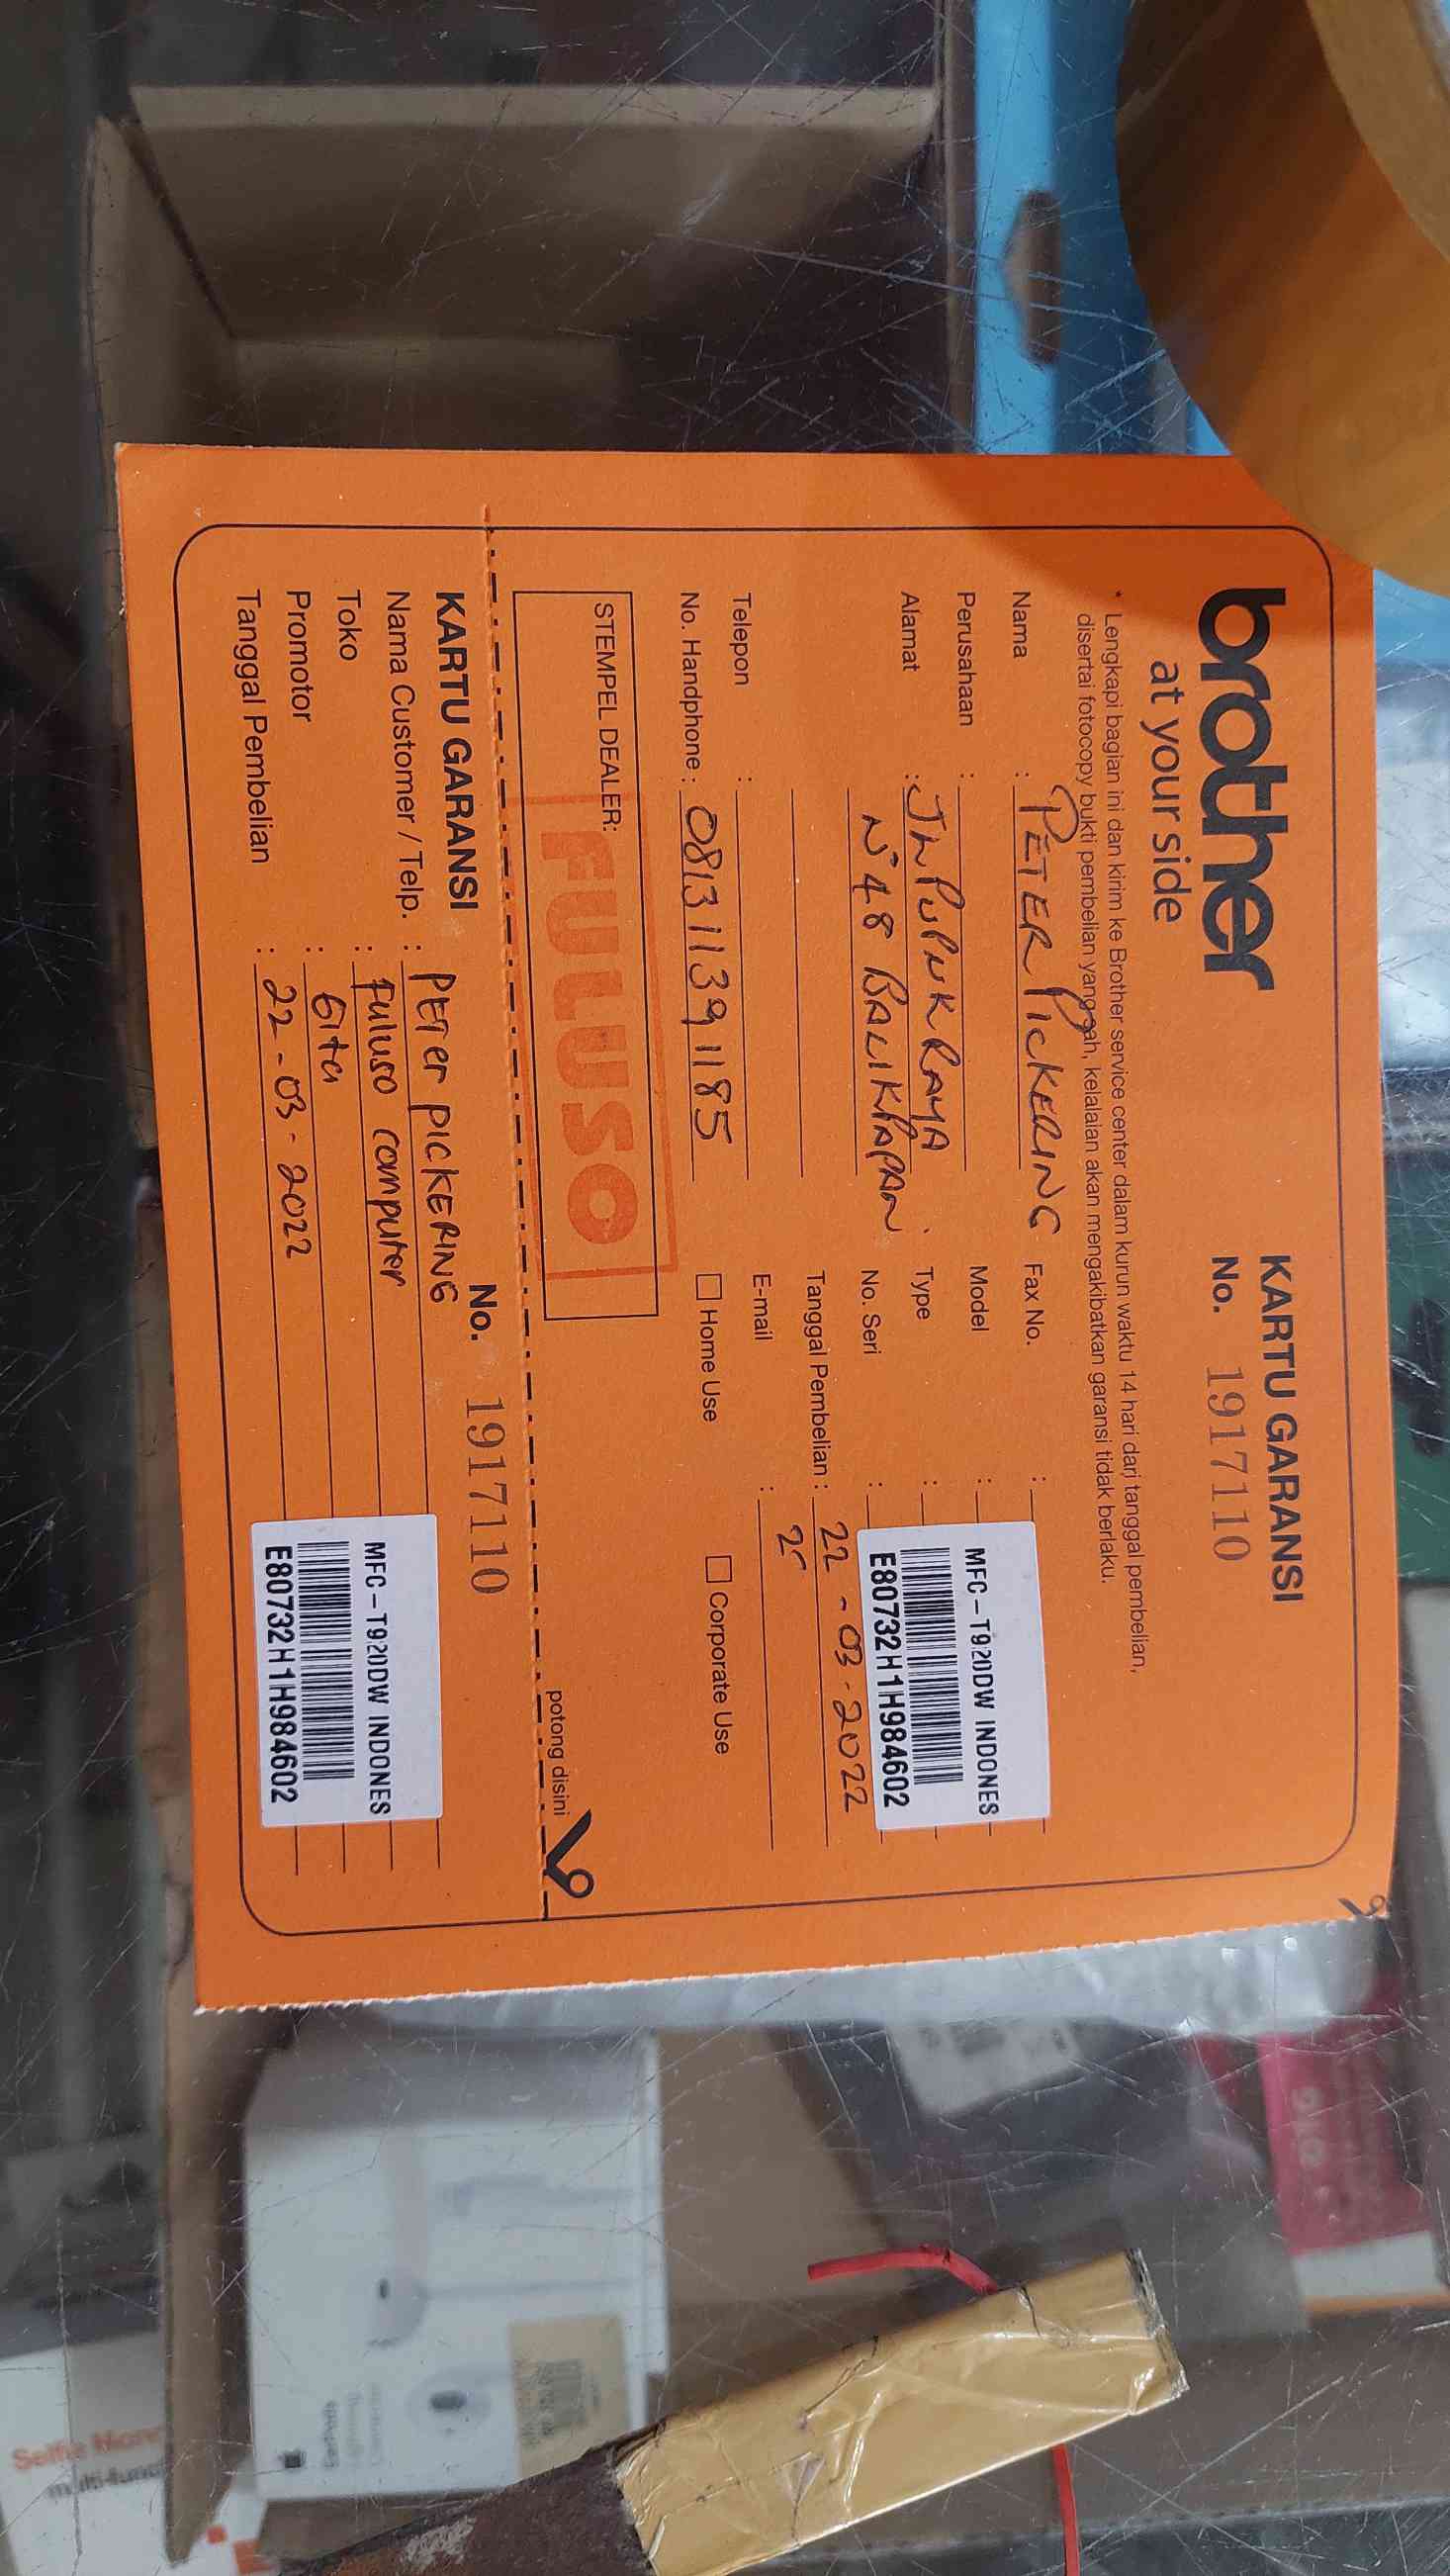 brother
at your side
KARTU GARANSI
No. 1917110
* Lengkapi bagian ini dan kirim ke Brother service center dalam kurun waktu 14 hari dari tanggal pembelian,
disertai fotocopy bukti pembelian yang sah, kelalaian akan mengakibatkan garansi tidak berlaku.
Nama : PETER PICKERING
Perusahaan :
Alamat : JLN PUPUK RAYA
N° 48 BALIKPAPAN.
Telepon :
No. Handphone : 081311391185
Fax No. :
Model :
Type :
No. Seri :
MFC-T920DW INDONES
E80732H1H984602
Tanggal Pembelian : 22-03-2022
E-mail :
Home Use
Corporate Use
STEMPEL DEALER:
FULUSO
potong disini
KARTU GARANSI
No. 1917110
Nama Customer / Telp. : PETER PICKERING
Toko : Fuluso computer
Promotor : Gita
Tanggal Pembelian : 22-03-2022
MFC-T920DW INDONES
E80732H1H984602